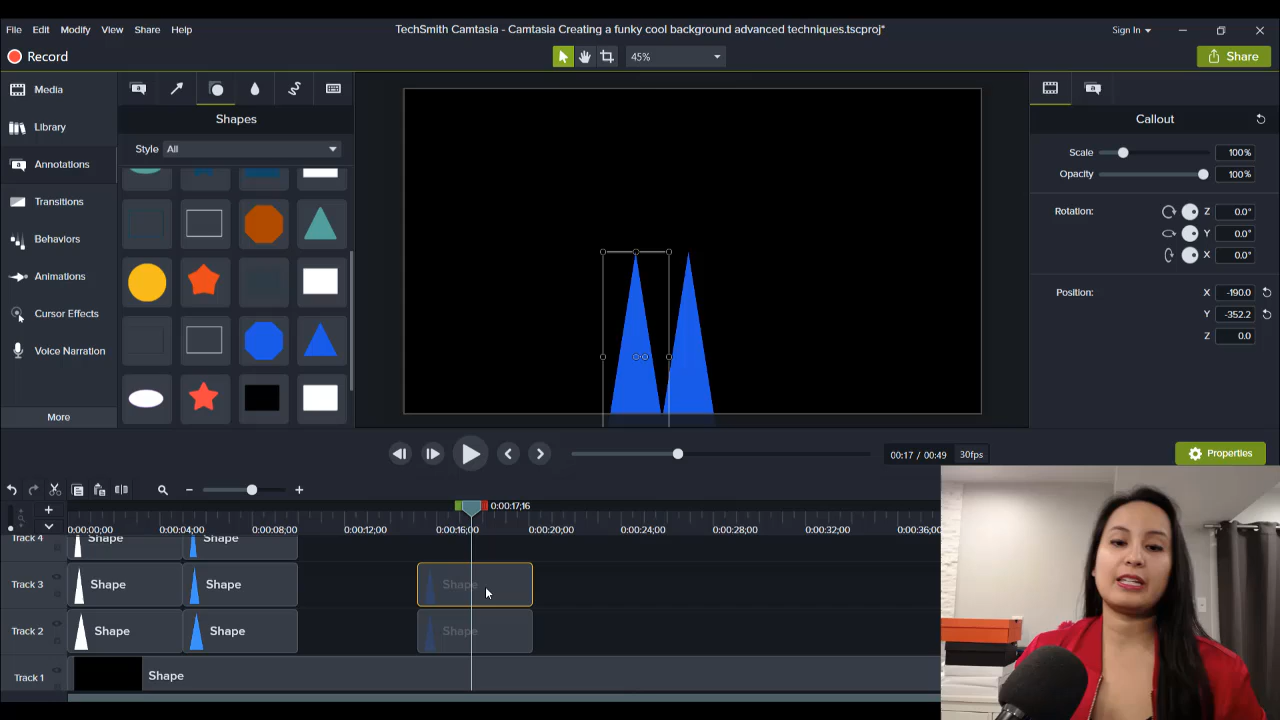 File Edit Modify View Share Help
TechSmith Camtasia - Camtasia Creating a funky cool background advanced techniques.tscproj*
Sign In
Record
45%
Share
Media
Library
Annotations
Transitions
Behaviors
Animations
Cursor Effects
Voice Narration
More
Shapes
Style All
Callout
Scale 100%
Opacity 100%
Rotation: Z 0.0°
Y 0.0°
X 0.0°
Position: X -190.0
Y -352.2
Z 0.0
00:17 / 00:49 30fps
Properties
0:00:17;16
0:00:00;00 0:00:04;00 0:00:08;00 0:00:12;00 0:00:16;00 0:00:20;00 0:00:24;00 0:00:28;00 0:00:32;00 0:00:36;00
Track 4 Shape Shape
Track 3 Shape Shape Shape
Track 2 Shape Shape Shape
Track 1 Shape